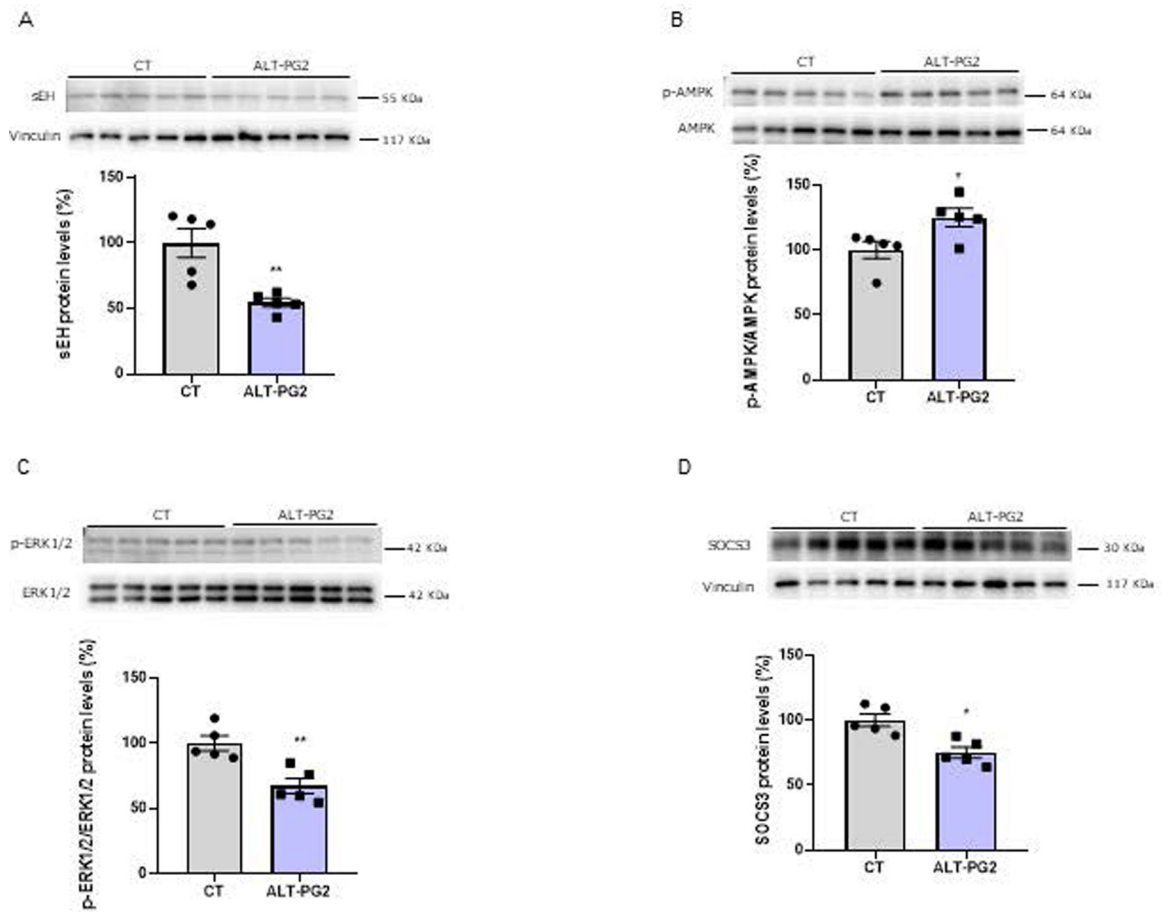 A
CT ALT-PG2
sEH 55 KDa
Vinculin 117 KDa
sEH protein levels (%)
150
100
50
0
**
CT ALT-PG2
B
CT ALT-PG2
p-AMPK 64 KDa
AMPK 64 KDa
p-AMPK/AMPK protein levels (%)
150
100
50
0
*
CT ALT-PG2
C
CT ALT-PG2
p-ERK1/2 42 KDa
ERK1/2 42 KDa
p-ERK1/2/ERK1/2 protein levels (%)
150
100
50
0
**
CT ALT-PG2
D
CT ALT-PG2
SOCS3 30 KDa
Vinculin 117 KDa
SOCS3 protein levels (%)
150
100
50
0
*
CT ALT-PG2